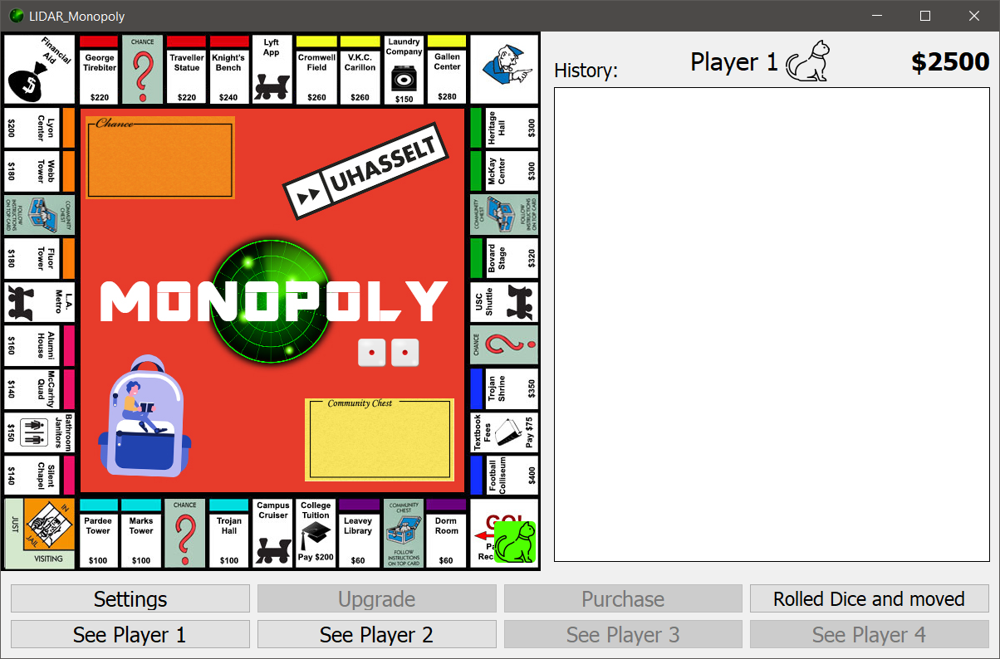 LIDAR_Monopoly
History:
Player 1
$2500
Financial
Aid
George
Tirebiter
$220
CHANCE
Traveller
Statue
$220
Knight's
Bench
$240
Lyft
App
Cromwell
Field
$260
V.K.C.
Carillon
$260
Laundry
Company
$150
Gallen
Center
$280
Lyon
Center
$200
Webb
Tower
$180
COMMUNITY
CHEST
FOLLOW
INSTRUCTIONS
ON TOP CARD
Fluor
Tower
$180
L.A.
Metro
Alumni
House
$160
McCarhty
Quad
$140
Bathroom
Janitors
$150
Silent
Chapel
$140
Chance
UHASSELT
MONOPOLY
Community Chest
Heritage
Hall
$300
McKay
Center
$300
COMMUNITY
CHEST
FOLLOW
INSTRUCTIONS
ON TOP CARD
Bovard
Stage
$320
USC
Shuttle
CHANCE
Trojan
Shrine
$350
Textbook
Fees
Pay $75
Football
Colliseum
$400
JUST
IN
JAIL
VISITING
Pardee
Tower
$100
Marks
Tower
$100
CHANCE
Trojan
Hall
$100
Campus
Cruiser
College
Tuition
Pay $200
Leavey
Library
$60
COMMUNITY
CHEST
FOLLOW
INSTRUCTIONS
ON TOP CARD
Dorm
Room
$60
Settings
Upgrade
Purchase
Rolled Dice and moved
See Player 1
See Player 2
See Player 3
See Player 4